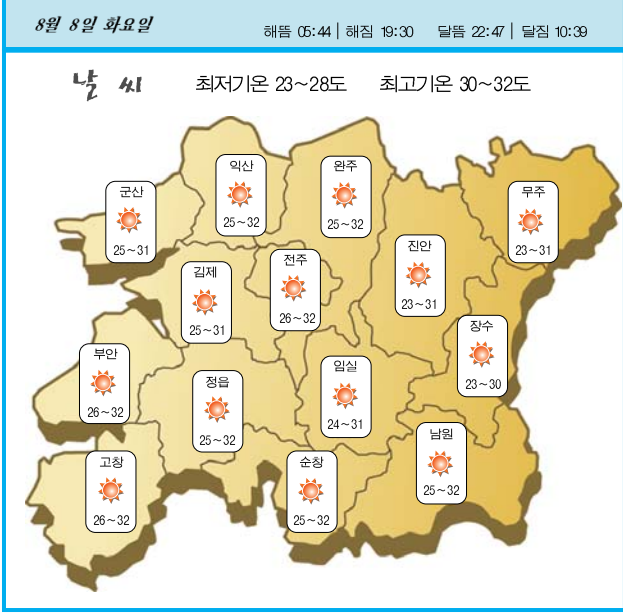 8월 8일 화요일
해뜸 05:44 | 해짐 19:30 달뜸 22:47 | 달짐 10:39
날 씨 최저기온 23~28도 최고기온 30~32도
익산
25~32
완주
25~32
군산
25~31
무주
23~31
진안
23~31
전주
26~32
김제
25~31
장수
23~30
부안
26~32
임실
24~31
정읍
25~32
남원
25~32
고창
26~32
순창
25~32